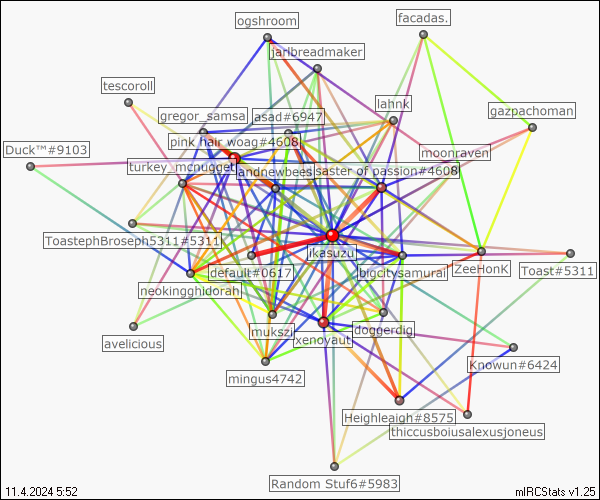 ogshroom
facadas.
jarlbreadmaker
tescoroll
lahnk
gregor_samsa
asad#6947
gazpachoman
pink hair woag#4608
Duck™#9103
moonraven
turkey_mcnugget
andnewbees
saster of passion#4608
ToastephBroseph5311#5311
ikasuzu
default#0617
bigcitysamurai
ZeeHonK
Toast#5311
neokingghidorah
mukszi
doggerdig
xenovaut
avelicious
Knowun#6424
mingus4742
Heighleaigh#8575
thiccusboiusalexusjoneus
Random Stuf6#5983
11.4.2024 5:52
mIRCStats v1.25